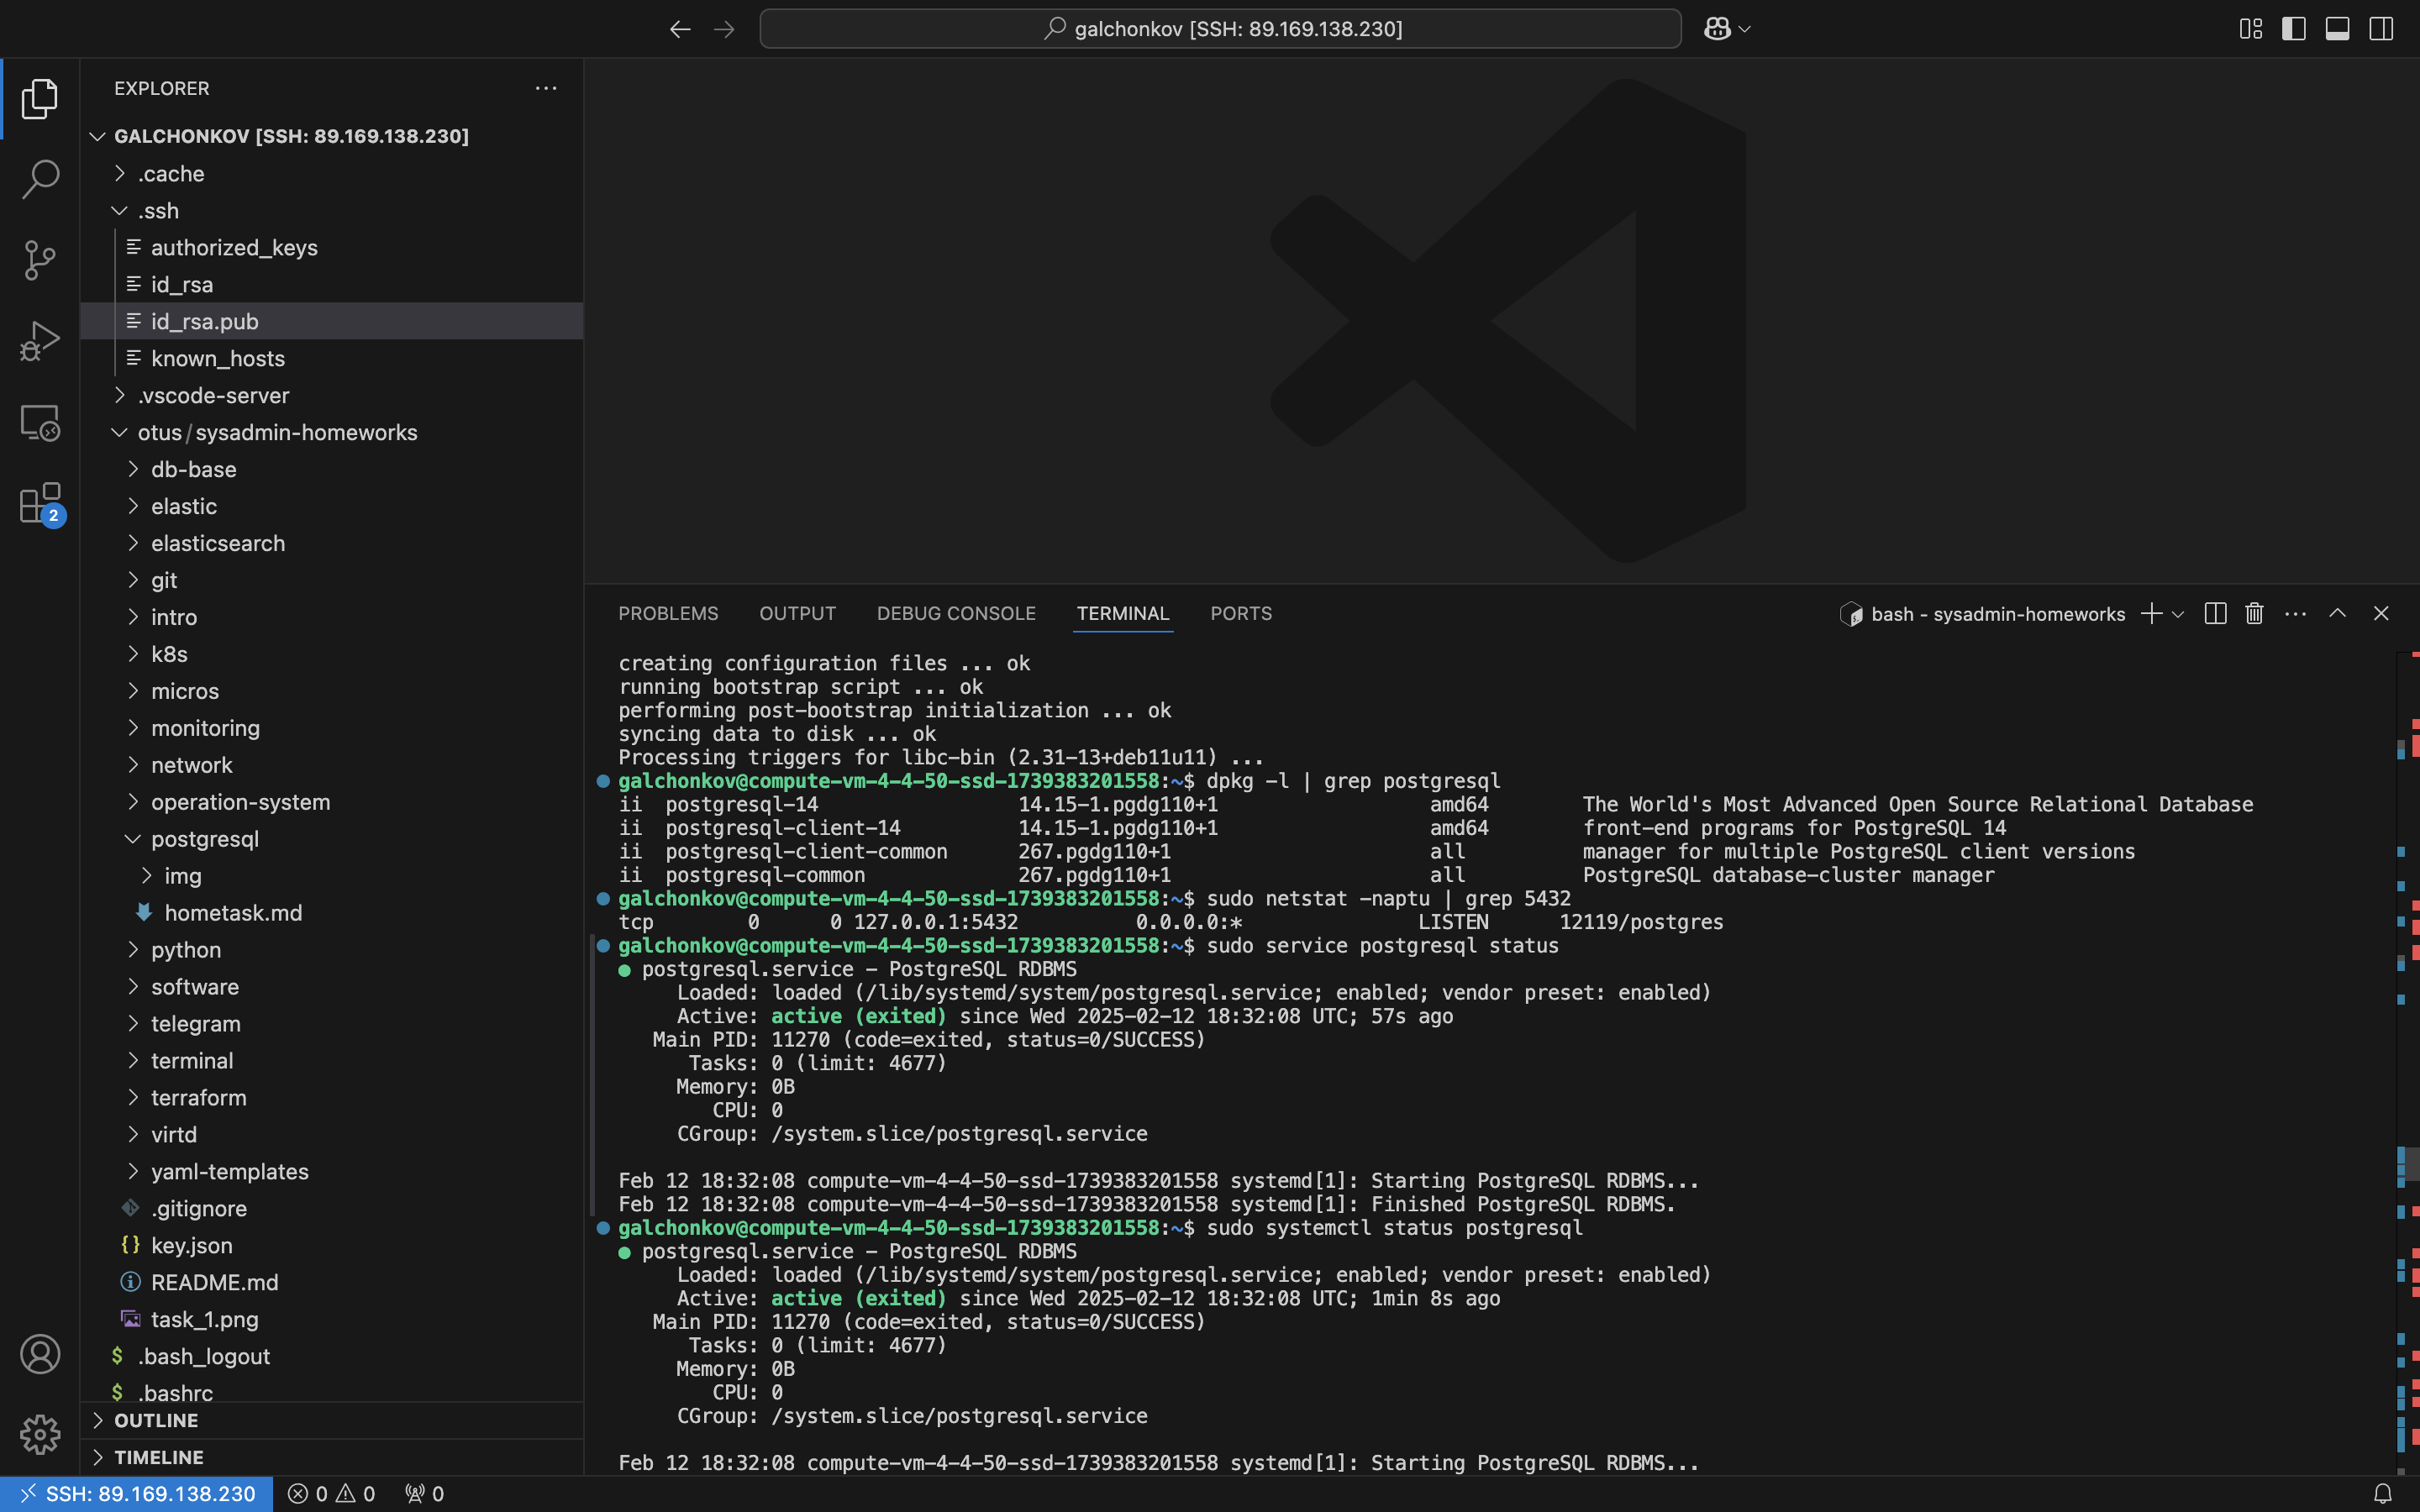 galchonkov [SSH: 89.169.138.230]
EXPLORER
GALCHONKOV [SSH: 89.169.138.230]
.cache
.ssh
authorized_keys
id_rsa
id_rsa.pub
known_hosts
.vscode-server
otus/sysadmin-homeworks
db-base
elastic
elasticsearch
git
intro
k8s
micros
monitoring
network
operation-system
postgresql
img
hometask.md
python
software
telegram
terminal
terraform
virtd
yaml-templates
.gitignore
{} key.json
README.md
task_1.png
$ .bash_logout
$ .bashrc
OUTLINE
TIMELINE
2
PROBLEMS OUTPUT DEBUG CONSOLE TERMINAL PORTS
bash - sysadmin-homeworks
creating configuration files ... ok
running bootstrap script ... ok
performing post-bootstrap initialization ... ok
syncing data to disk ... ok
Processing triggers for libc-bin (2.31-13+deb11u11) ...
galchonkov@compute-vm-4-4-50-ssd-1739383201558:~$ dpkg -l | grep postgresql
ii  postgresql-14                 14.15-1.pgdg110+1                  amd64        The World's Most Advanced Open Source Relational Database
ii  postgresql-client-14          14.15-1.pgdg110+1                  amd64        front-end programs for PostgreSQL 14
ii  postgresql-client-common      267.pgdg110+1                      all          manager for multiple PostgreSQL client versions
ii  postgresql-common             267.pgdg110+1                      all          PostgreSQL database-cluster manager
galchonkov@compute-vm-4-4-50-ssd-1739383201558:~$ sudo netstat -naptu | grep 5432
tcp        0      0 127.0.0.1:5432          0.0.0.0:*               LISTEN      12119/postgres
galchonkov@compute-vm-4-4-50-ssd-1739383201558:~$ sudo service postgresql status
● postgresql.service - PostgreSQL RDBMS
Loaded: loaded (/lib/systemd/system/postgresql.service; enabled; vendor preset: enabled)
Active: active (exited) since Wed 2025-02-12 18:32:08 UTC; 57s ago
Main PID: 11270 (code=exited, status=0/SUCCESS)
Tasks: 0 (limit: 4677)
Memory: 0B
CPU: 0
CGroup: /system.slice/postgresql.service
Feb 12 18:32:08 compute-vm-4-4-50-ssd-1739383201558 systemd[1]: Starting PostgreSQL RDBMS...
Feb 12 18:32:08 compute-vm-4-4-50-ssd-1739383201558 systemd[1]: Finished PostgreSQL RDBMS.
galchonkov@compute-vm-4-4-50-ssd-1739383201558:~$ sudo systemctl status postgresql
● postgresql.service - PostgreSQL RDBMS
Loaded: loaded (/lib/systemd/system/postgresql.service; enabled; vendor preset: enabled)
Active: active (exited) since Wed 2025-02-12 18:32:08 UTC; 1min 8s ago
Main PID: 11270 (code=exited, status=0/SUCCESS)
Tasks: 0 (limit: 4677)
Memory: 0B
CPU: 0
CGroup: /system.slice/postgresql.service
Feb 12 18:32:08 compute-vm-4-4-50-ssd-1739383201558 systemd[1]: Starting PostgreSQL RDBMS...
SSH: 89.169.138.230 0 0 0